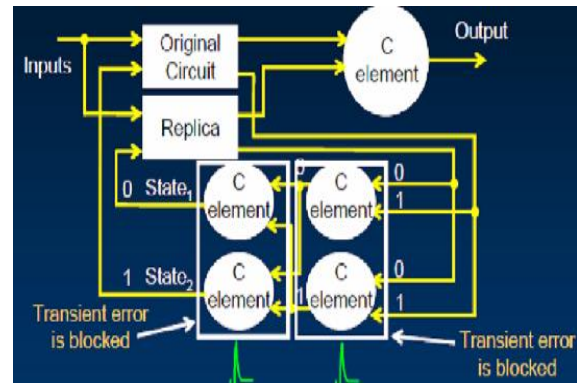 Inputs
Original
Circuit
Replica
C
element
Output
0 State1
C
element
0
C
element
0
1
1 State2
C
element
1
C
element
0
1
Transient error
is blocked
Transient error
is blocked